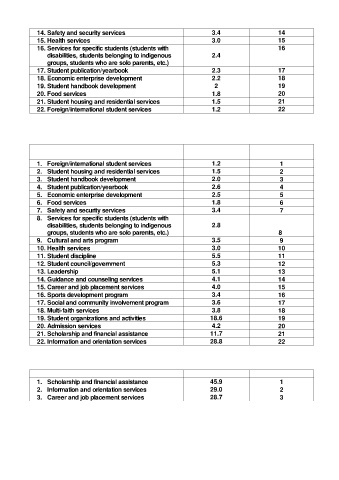 14. Safety and security services 3.4 14
15. Health services 3.0 15
16. Services for specific students (students with 16
disabilities, students belonging to indigenous 2.4
groups, students who are solo parents, etc.)
17. Student publication/yearbook 2.3 17
18. Economic enterprise development 2.2 18
19. Student handbook development 2 19
20. Food services 1.8 20
21. Student housing and residential services 1.5 21
22. Foreign/international student services 1.2 22
1. Foreign/international student services 1.2 1
2. Student housing and residential services 1.5 2
3. Student handbook development 2.0 3
4. Student publication/yearbook 2.6 4
5. Economic enterprise development 2.5 5
6. Food services 1.8 6
7. Safety and security services 3.4 7
8. Services for specific students (students with
disabilities, students belonging to indigenous 2.8
groups, students who are solo parents, etc.) 8
9. Cultural and arts program 3.5 9
10. Health services 3.0 10
11. Student discipline 5.5 11
12. Student council/government 5.3 12
13. Leadership 5.1 13
14. Guidance and counseling services 4.1 14
15. Career and job placement services 4.0 15
16. Sports development program 3.4 16
17. Social and community involvement program 3.6 17
18. Multi-faith services 3.8 18
19. Student organizations and activities 18.6 19
20. Admission services 4.2 20
21. Scholarship and financial assistance 11.7 21
22. Information and orientation services 28.8 22
1. Scholarship and financial assistance 45.9 1
2. Information and orientation services 29.0 2
3. Career and job placement services 28.7 3